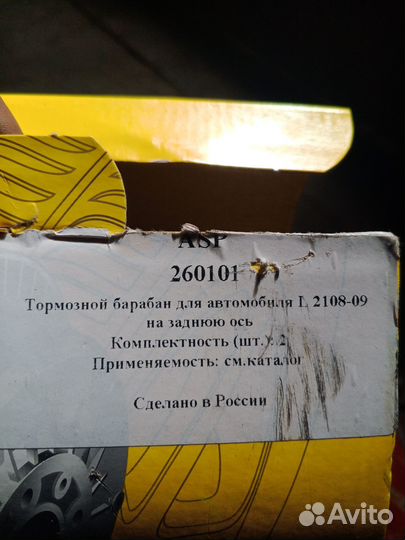 ASP
260101
Тормозной барабан для автомобиля L 2108-09
на заднюю ось
Комплектность (шт.): 2
Применяемость: см.каталог
Сделано в России
Avito